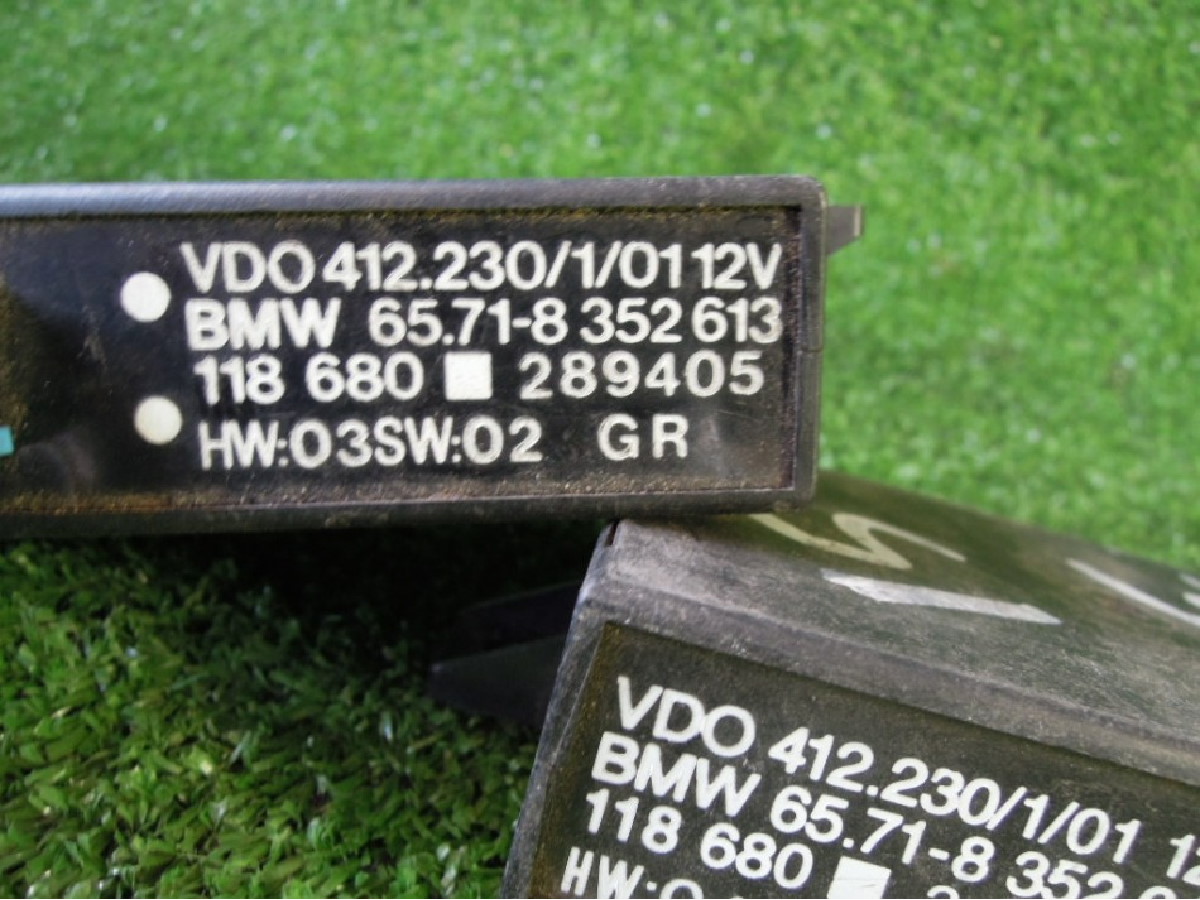 VDO 412.230/1/01 12V
BMW 65.71-8 352 613
118 680 289405
HW:03SW:02 GR
VDO 412.230/1/01
BMW 65.71-8
118 680